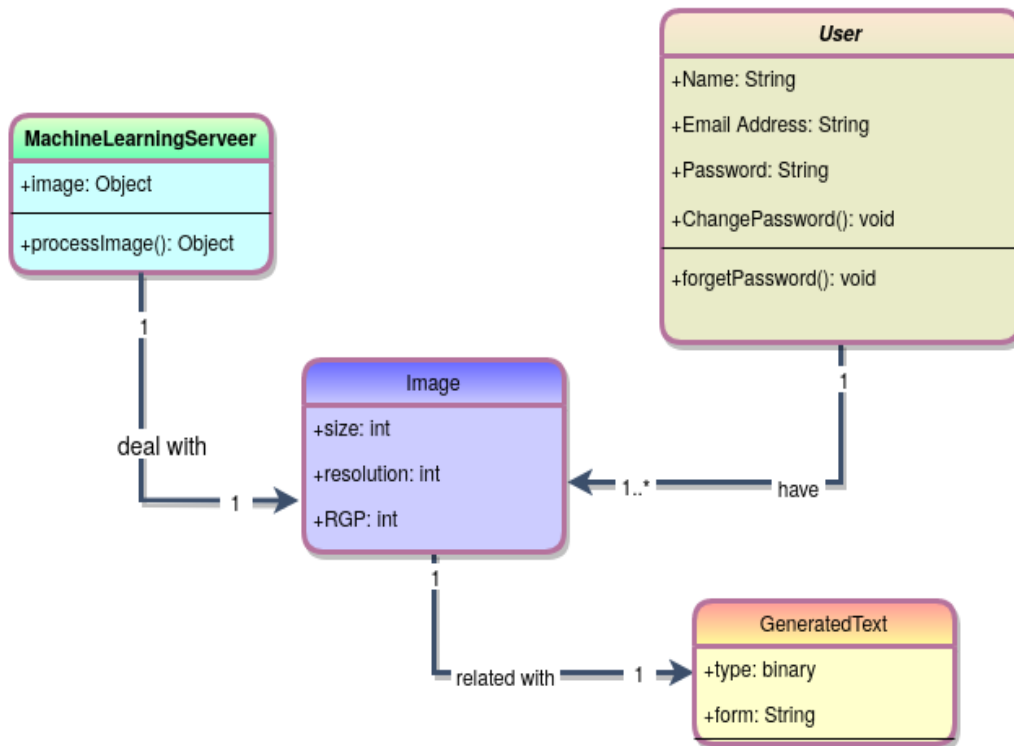 User
+Name: String
+Email Address: String
+Password: String
+ChangePassword(): void
+forgetPassword(): void
1
MachineLearningServeer
+image: Object
+processImage(): Object
1
deal with
1
Image
+size: int
+resolution: int
+RGP: int
1..*
have
1
related with
1
GeneratedText
+type: binary
+form: String